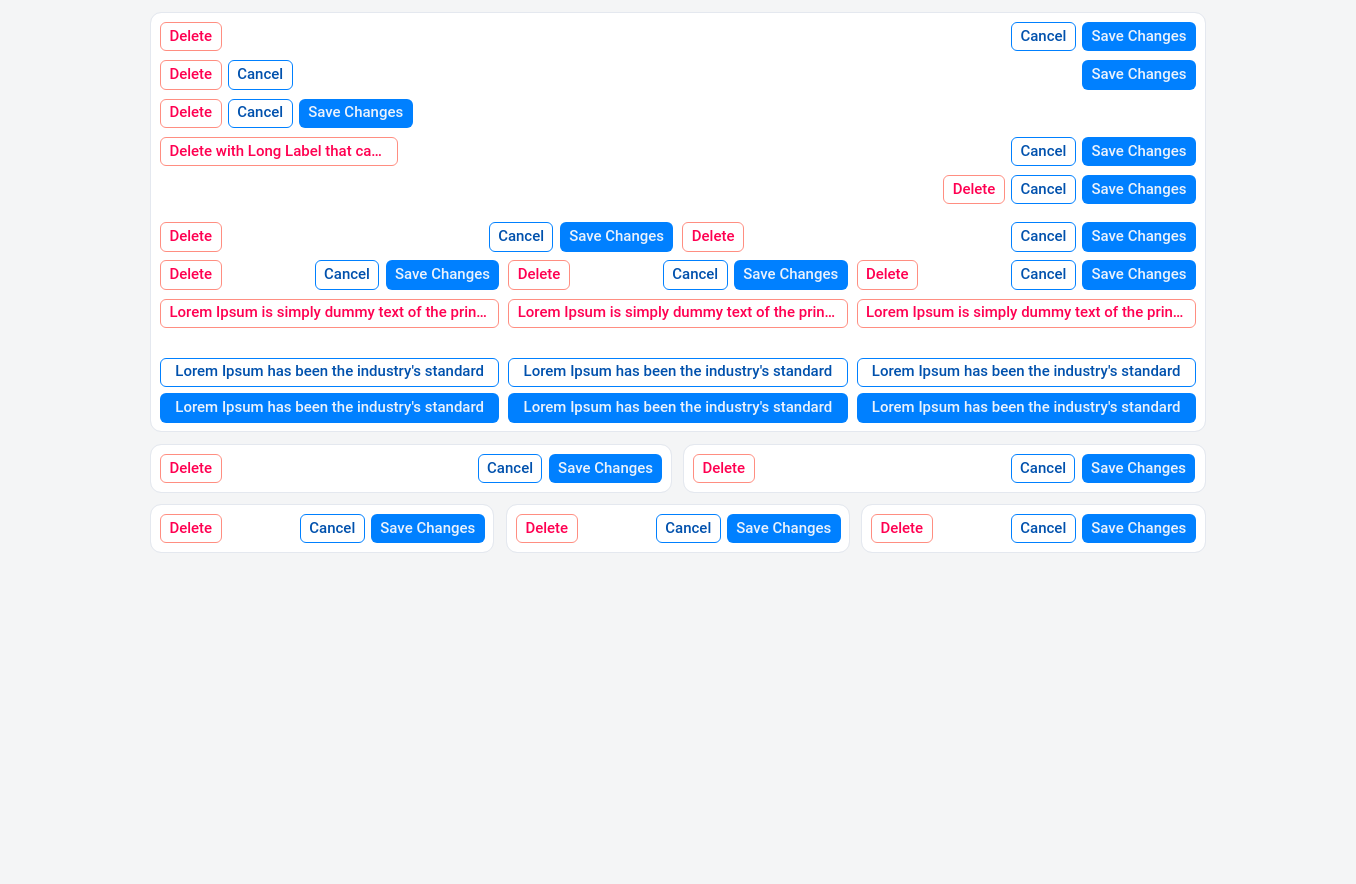 Delete Cancel Save Changes
Delete Cancel Save Changes
Delete Cancel Save Changes
Delete with Long Label that ca... Cancel Save Changes
Delete Cancel Save Changes
Delete Cancel Save Changes Delete Cancel Save Changes
Delete Cancel Save Changes Delete Cancel Save Changes Delete Cancel Save Changes
Lorem Ipsum is simply dummy text of the prin... Lorem Ipsum is simply dummy text of the prin... Lorem Ipsum is simply dummy text of the prin...
Lorem Ipsum has been the industry's standard Lorem Ipsum has been the industry's standard Lorem Ipsum has been the industry's standard
Lorem Ipsum has been the industry's standard Lorem Ipsum has been the industry's standard Lorem Ipsum has been the industry's standard
Delete Cancel Save Changes Delete Cancel Save Changes
Delete Cancel Save Changes Delete Cancel Save Changes Delete Cancel Save Changes